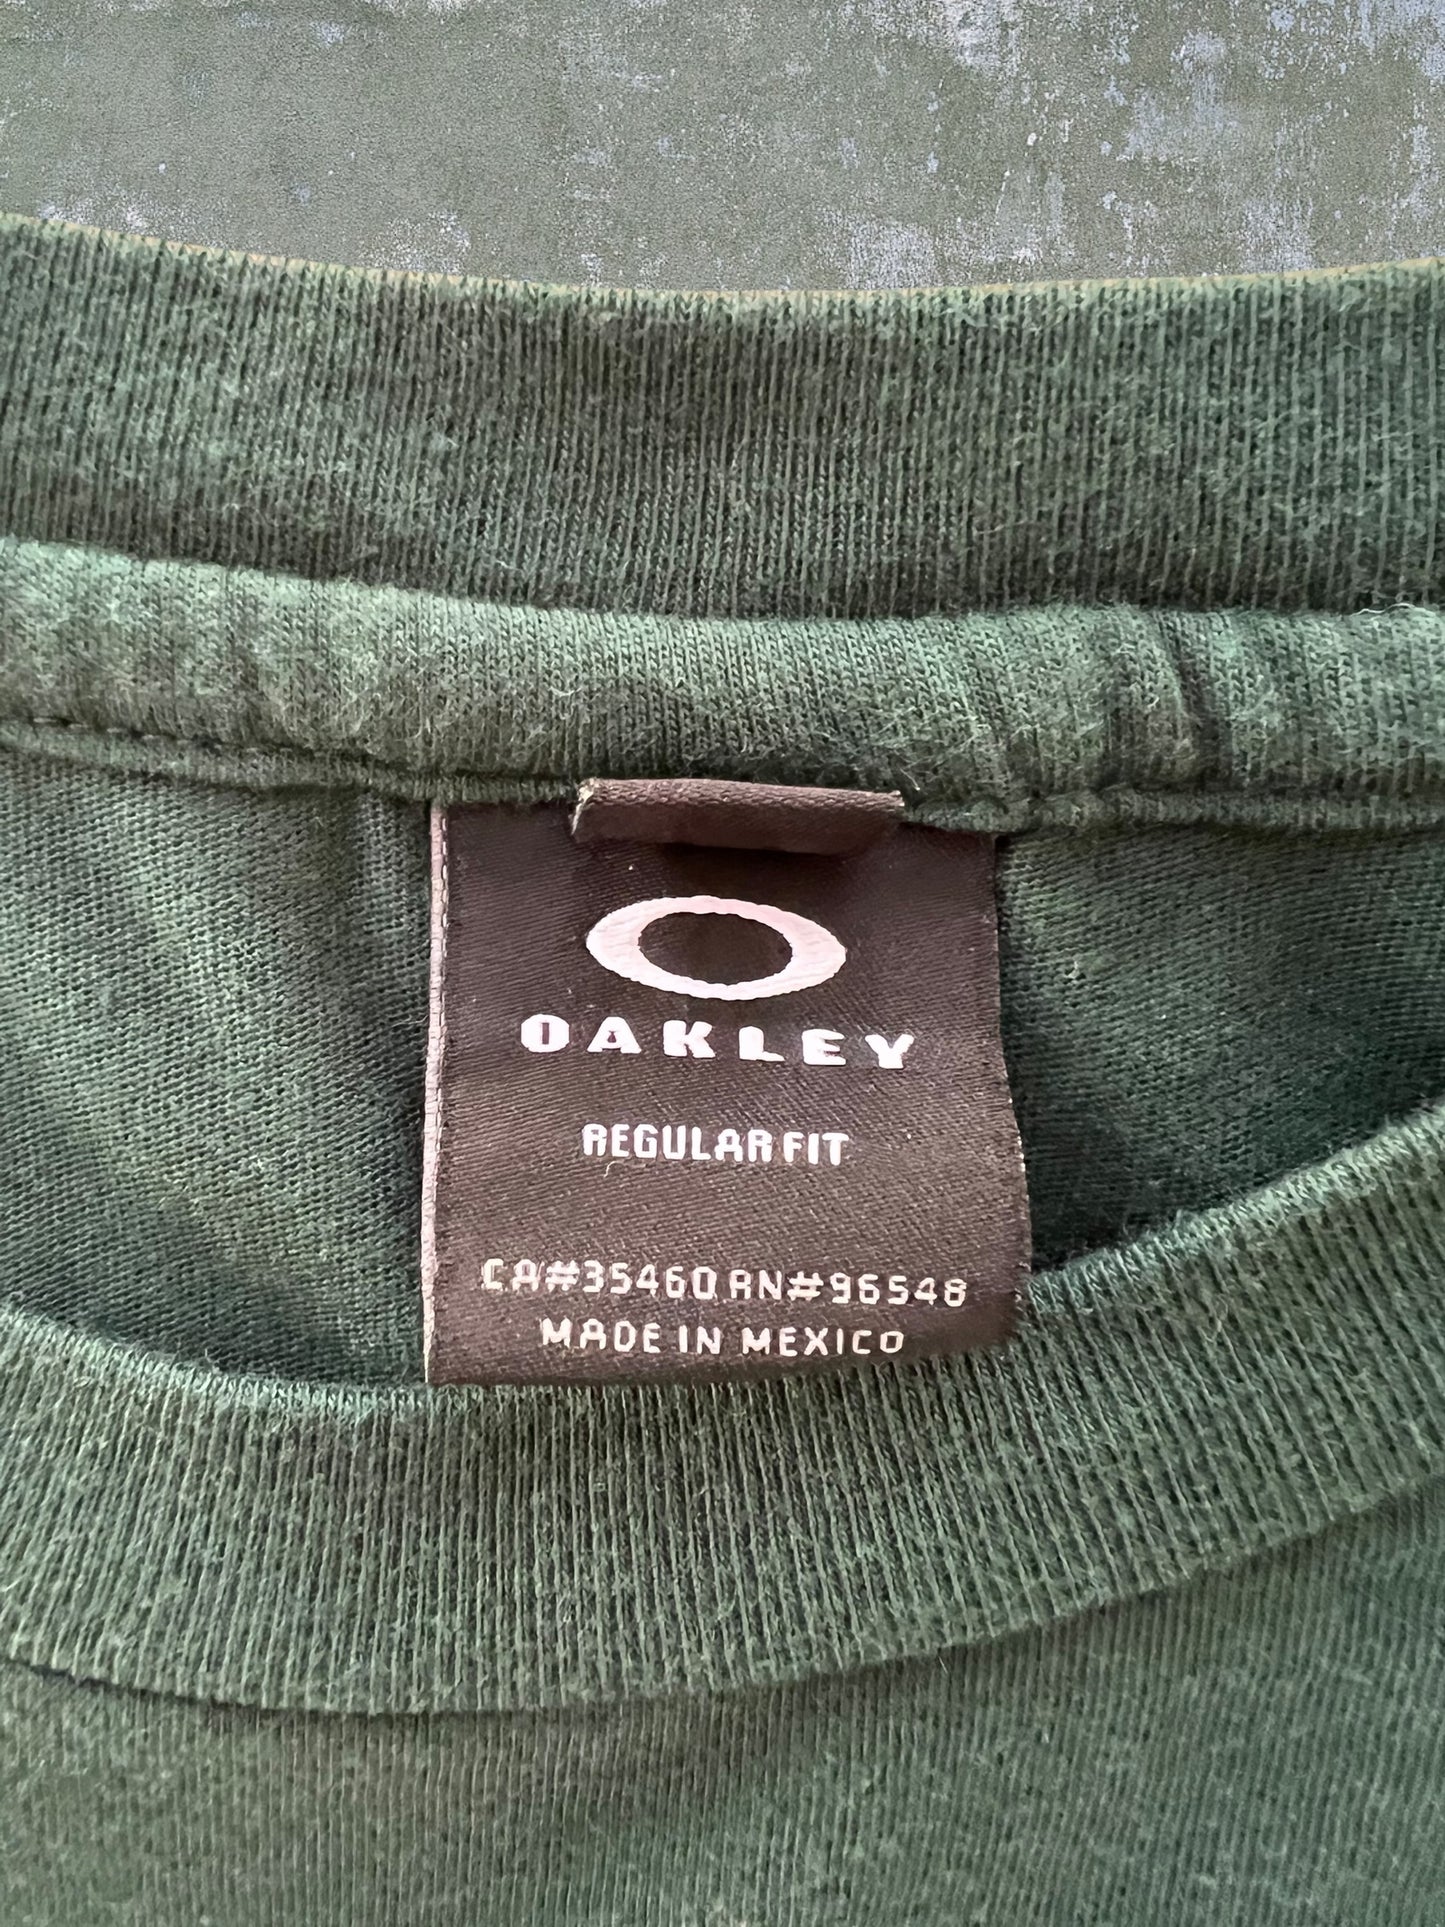 OAKLEY
REGULAR FIT
CA#35460 RN#96548
MADE IN MEXICO